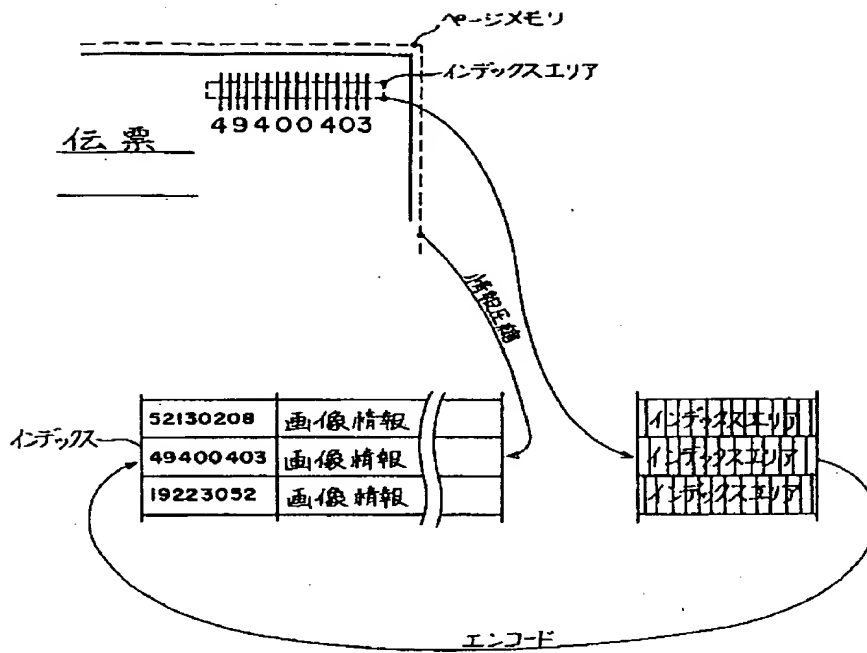 ページメモリ
インデックスエリア
49400403
伝票
情報圧縮
52130208 画像情報 インデックスエリア
インデックス
49400403 画像情報 インデックスエリア
19223052 画像情報 インデックスエリア
エンコード